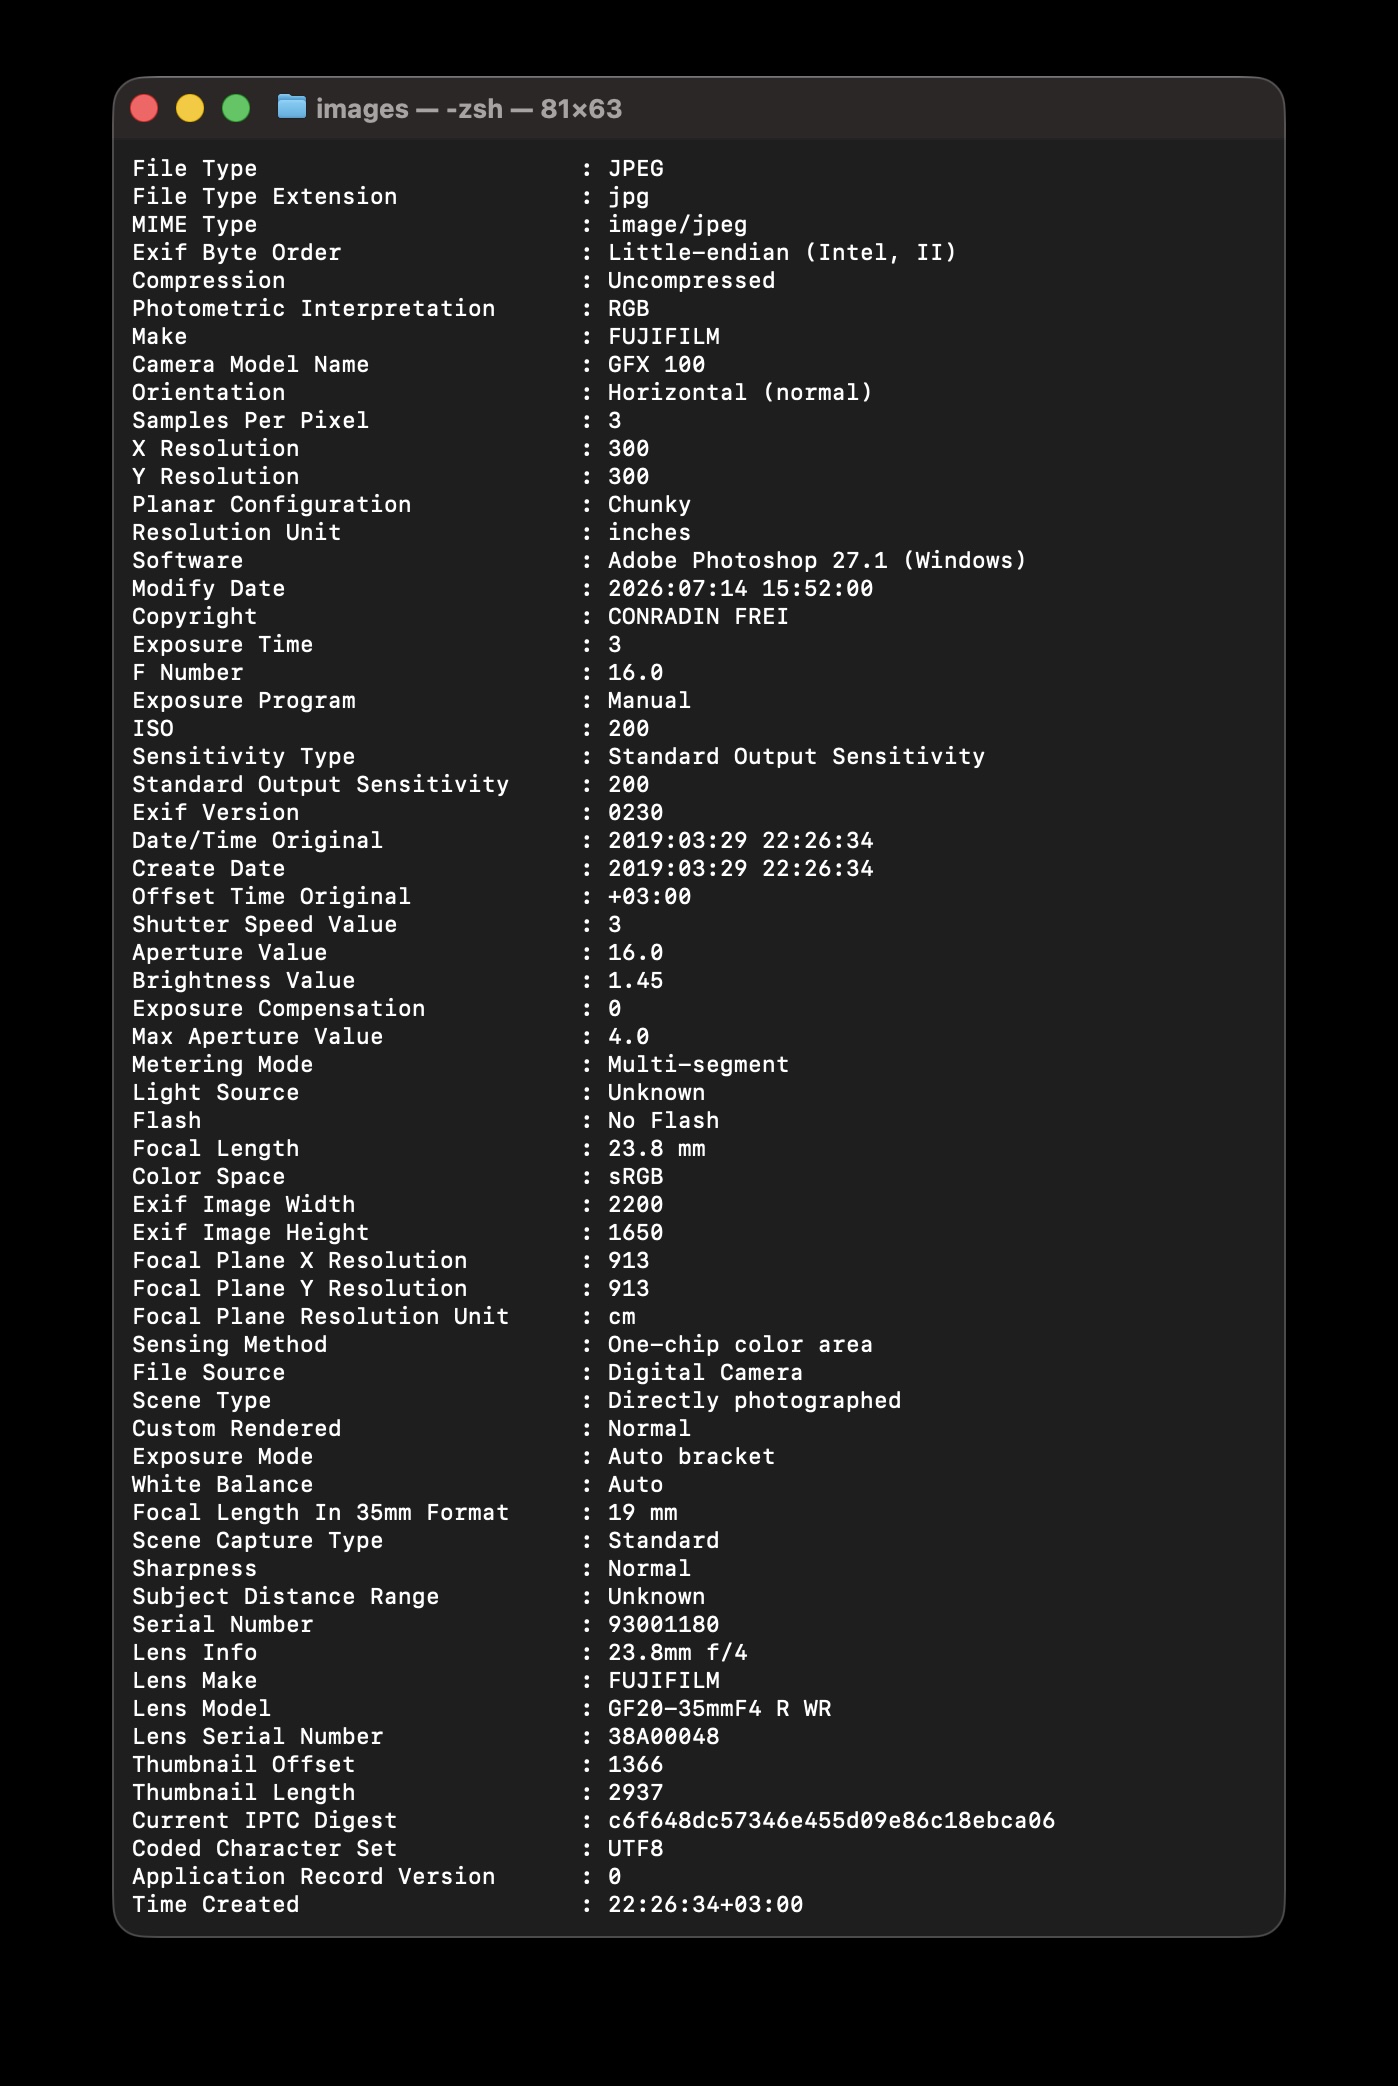 images — -zsh — 81×63
File Type : JPEG
File Type Extension : jpg
MIME Type : image/jpeg
Exif Byte Order : Little-endian (Intel, II)
Compression : Uncompressed
Photometric Interpretation : RGB
Make : FUJIFILM
Camera Model Name : GFX 100
Orientation : Horizontal (normal)
Samples Per Pixel : 3
X Resolution : 300
Y Resolution : 300
Planar Configuration : Chunky
Resolution Unit : inches
Software : Adobe Photoshop 27.1 (Windows)
Modify Date : 2026:07:14 15:52:00
Copyright : CONRADIN FREI
Exposure Time : 3
F Number : 16.0
Exposure Program : Manual
ISO : 200
Sensitivity Type : Standard Output Sensitivity
Standard Output Sensitivity : 200
Exif Version : 0230
Date/Time Original : 2019:03:29 22:26:34
Create Date : 2019:03:29 22:26:34
Offset Time Original : +03:00
Shutter Speed Value : 3
Aperture Value : 16.0
Brightness Value : 1.45
Exposure Compensation : 0
Max Aperture Value : 4.0
Metering Mode : Multi-segment
Light Source : Unknown
Flash : No Flash
Focal Length : 23.8 mm
Color Space : sRGB
Exif Image Width : 2200
Exif Image Height : 1650
Focal Plane X Resolution : 913
Focal Plane Y Resolution : 913
Focal Plane Resolution Unit : cm
Sensing Method : One-chip color area
File Source : Digital Camera
Scene Type : Directly photographed
Custom Rendered : Normal
Exposure Mode : Auto bracket
White Balance : Auto
Focal Length In 35mm Format : 19 mm
Scene Capture Type : Standard
Sharpness : Normal
Subject Distance Range : Unknown
Serial Number : 93001180
Lens Info : 23.8mm f/4
Lens Make : FUJIFILM
Lens Model : GF20-35mmF4 R WR
Lens Serial Number : 38A00048
Thumbnail Offset : 1366
Thumbnail Length : 2937
Current IPTC Digest : c6f648dc57346e455d09e86c18ebca06
Coded Character Set : UTF8
Application Record Version : 0
Time Created : 22:26:34+03:00